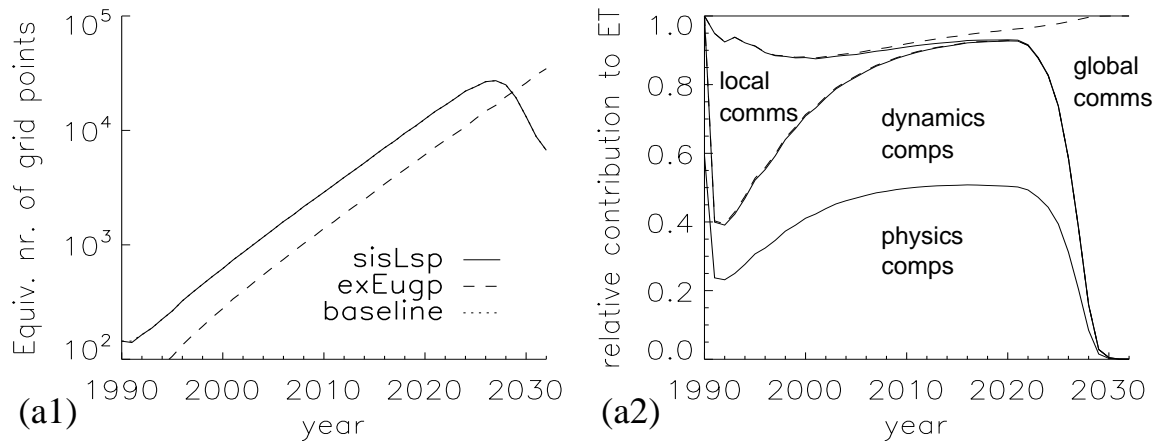 Equiv. nr. of grid points
10^5
10^4
10^3
10^2
sisLsp
exEugp
baseline
1990 2000 2010 2020 2030
year
(a1)
relative contribution to ET
1.0
0.8
0.6
0.4
0.2
0.0
local
comms
dynamics
comps
physics
comps
global
comms
1990 2000 2010 2020 2030
year
(a2)